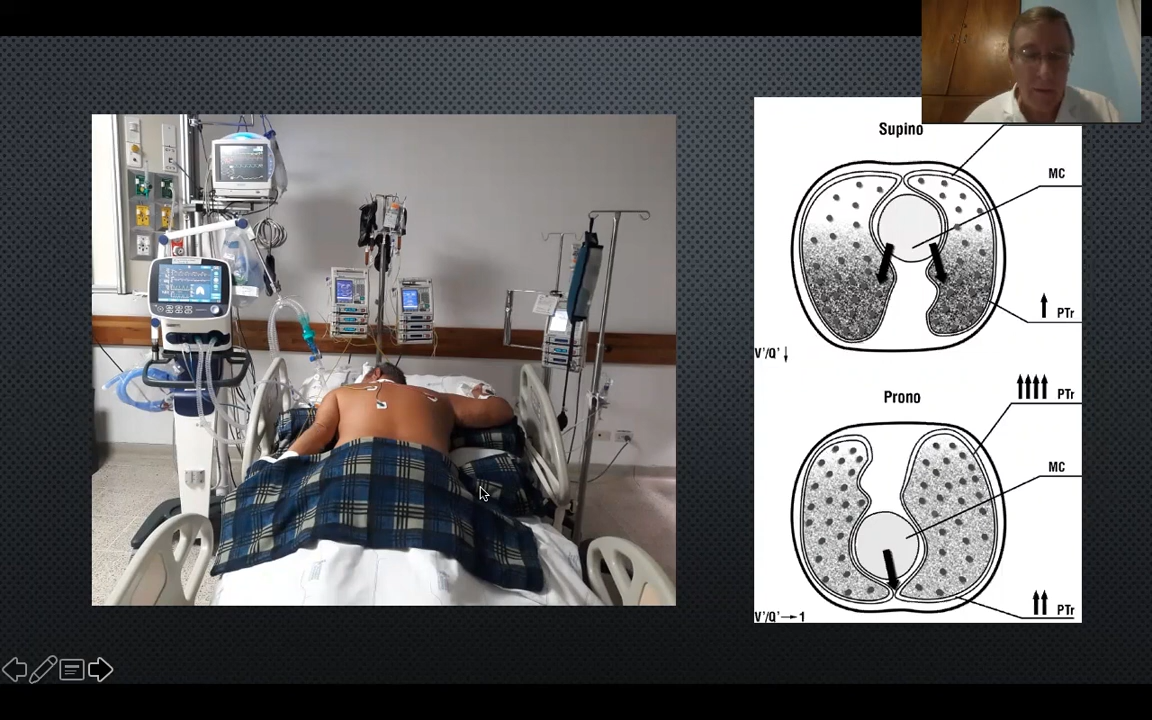 Supino
MC
PTr
V'/Q'
Prono
PTr
MC
PTr
V'/Q'→1